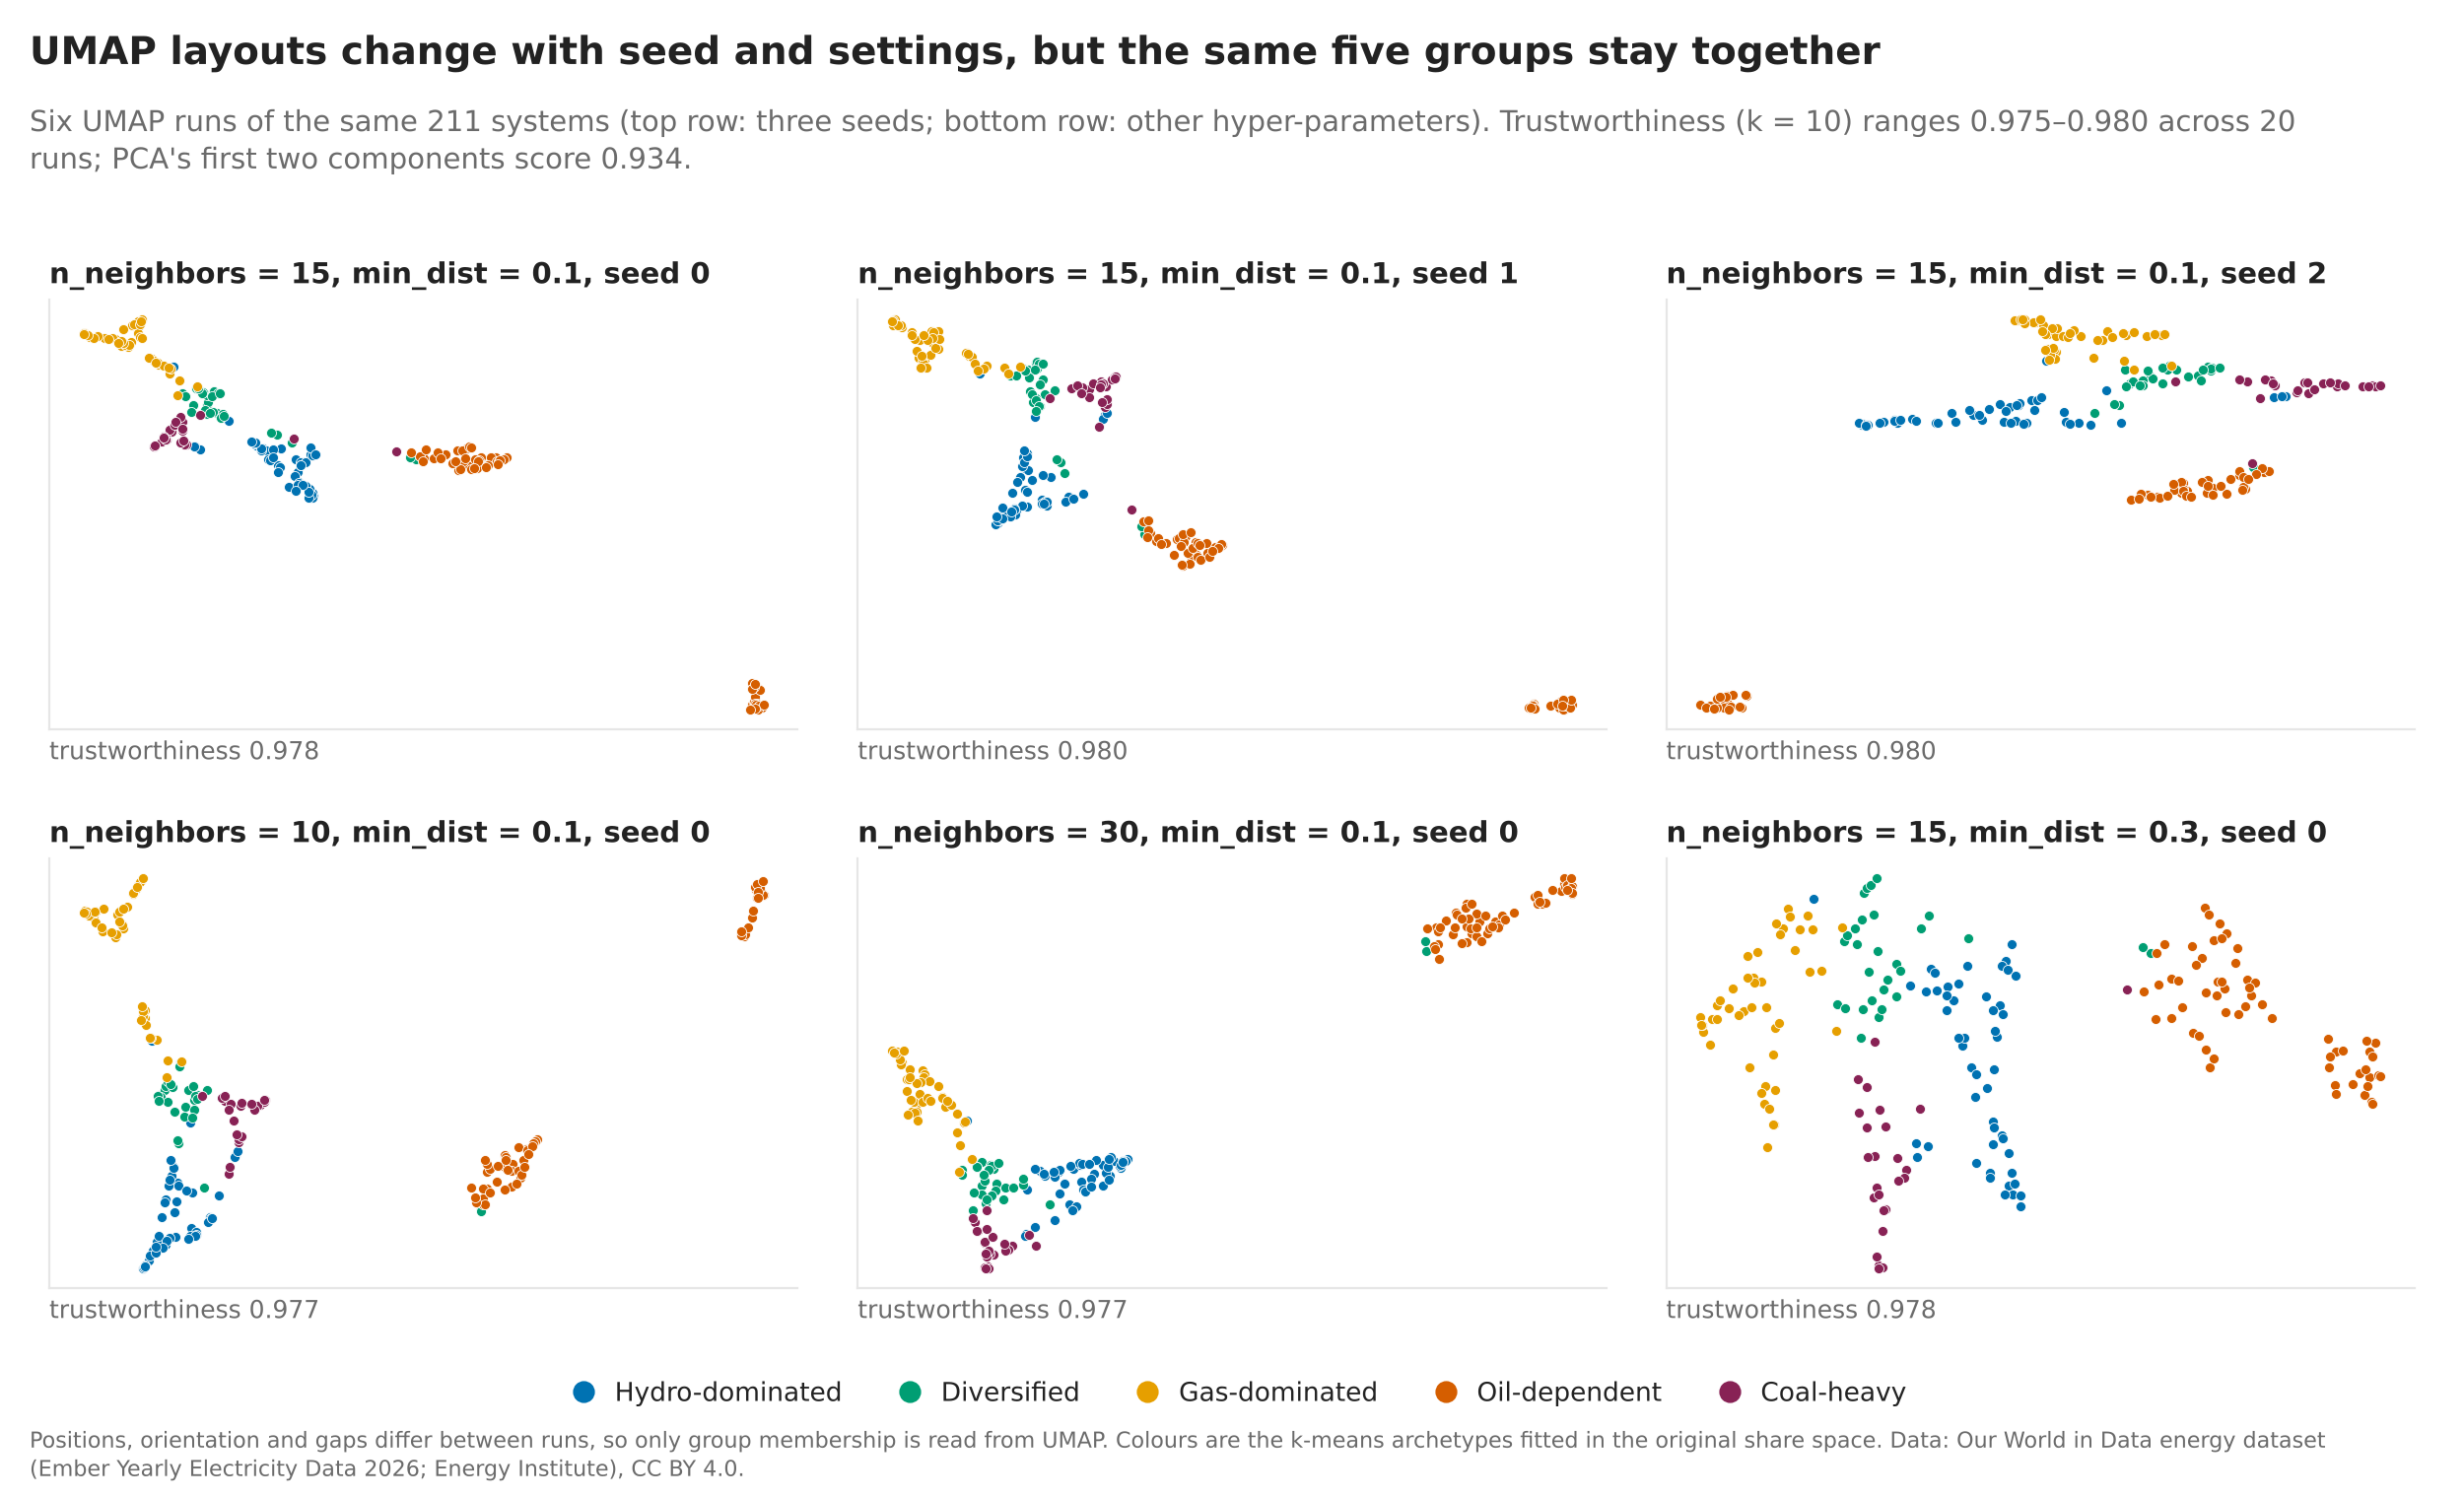 UMAP layouts change with seed and settings, but the same five groups stay together
Six UMAP runs of the same 211 systems (top row: three seeds; bottom row: other hyper-parameters). Trustworthiness (k = 10) ranges 0.975–0.980 across 20
runs; PCA's first two components score 0.934.
n_neighbors = 15, min_dist = 0.1, seed 0
n_neighbors = 15, min_dist = 0.1, seed 1
n_neighbors = 15, min_dist = 0.1, seed 2
trustworthiness 0.978
trustworthiness 0.980
trustworthiness 0.980
n_neighbors = 10, min_dist = 0.1, seed 0
n_neighbors = 30, min_dist = 0.1, seed 0
n_neighbors = 15, min_dist = 0.3, seed 0
trustworthiness 0.977
trustworthiness 0.977
trustworthiness 0.978
Hydro-dominated
Diversified
Gas-dominated
Oil-dependent
Coal-heavy
Positions, orientation and gaps differ between runs, so only group membership is read from UMAP. Colours are the k-means archetypes fitted in the original share space. Data: Our World in Data energy dataset
(Ember Yearly Electricity Data 2026; Energy Institute), CC BY 4.0.